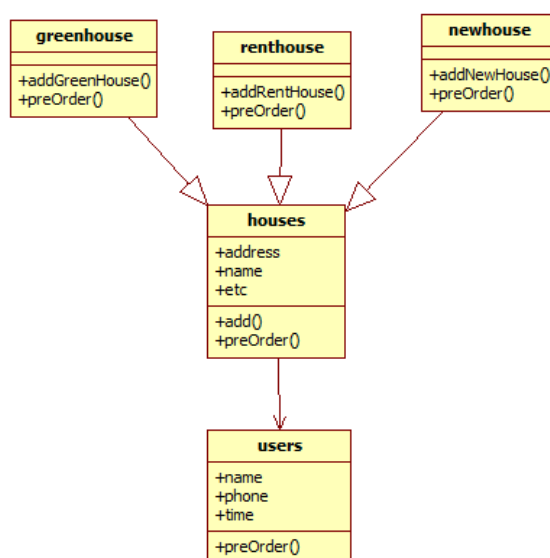 greenhouse
+addGreenHouse()
+preOrder()
renthouse
+addRentHouse()
+preOrder()
newhouse
+addNewHouse()
+preOrder()
houses
+address
+name
+etc
+add()
+preOrder()
users
+name
+phone
+time
+preOrder()